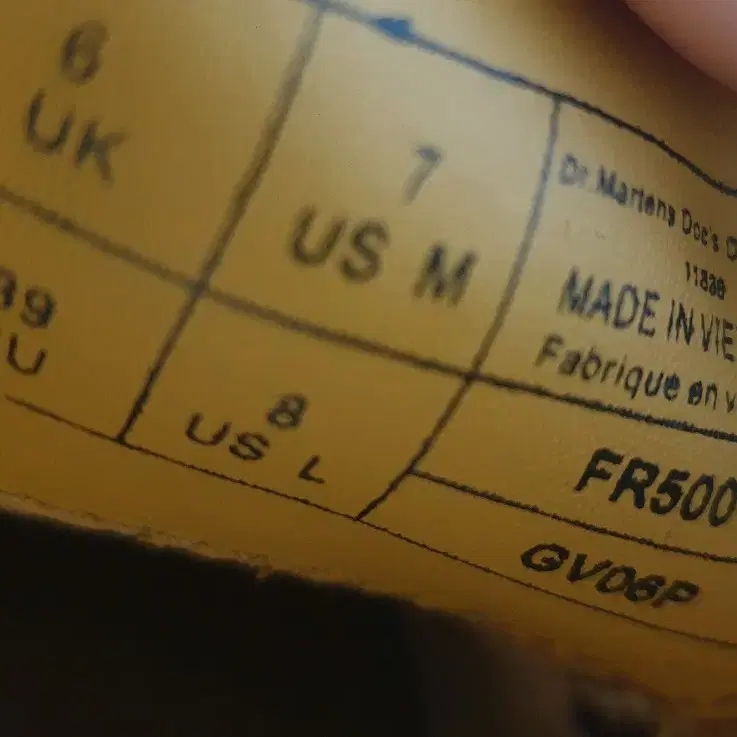 6
UK
7
US M
39
U
8
US L
Dr.Martens Doc's
11838
MADE IN VIE
Fabrique en v
FR500
GV06P